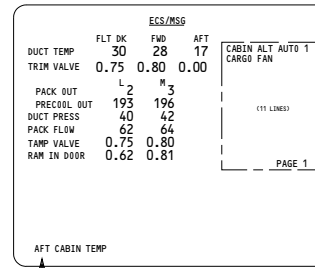 ECS/MSG
FLT DK FWD AFT
DUCT TEMP 30 28 17
TRIM VALVE 0.75 0.80 0.00
L M
PACK OUT 2 3
PRECOOL OUT 193 196
DUCT PRESS 40 42
PACK FLOW 62 64
TAMP VALVE 0.75 0.80
RAM IN DOOR 0.62 0.81
CABIN ALT AUTO 1
CARGO FAN
(11 LINES)
PAGE 1
AFT CABIN TEMP